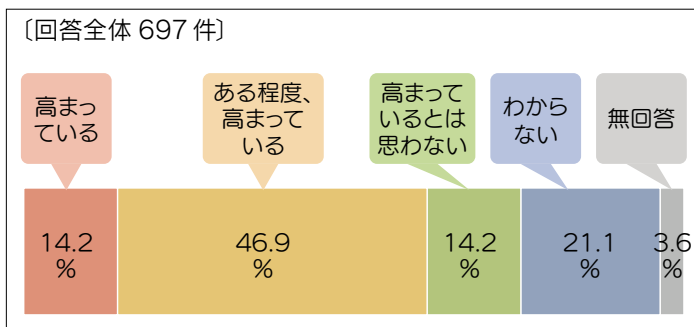 〔回答全体 697 件〕
高まっ
ている
ある程度、
高まって
いる
高まって
いるとは
思わない
わから
ない
無回答
14.2
%
46.9
%
14.2
%
21.1
%
3.6
%